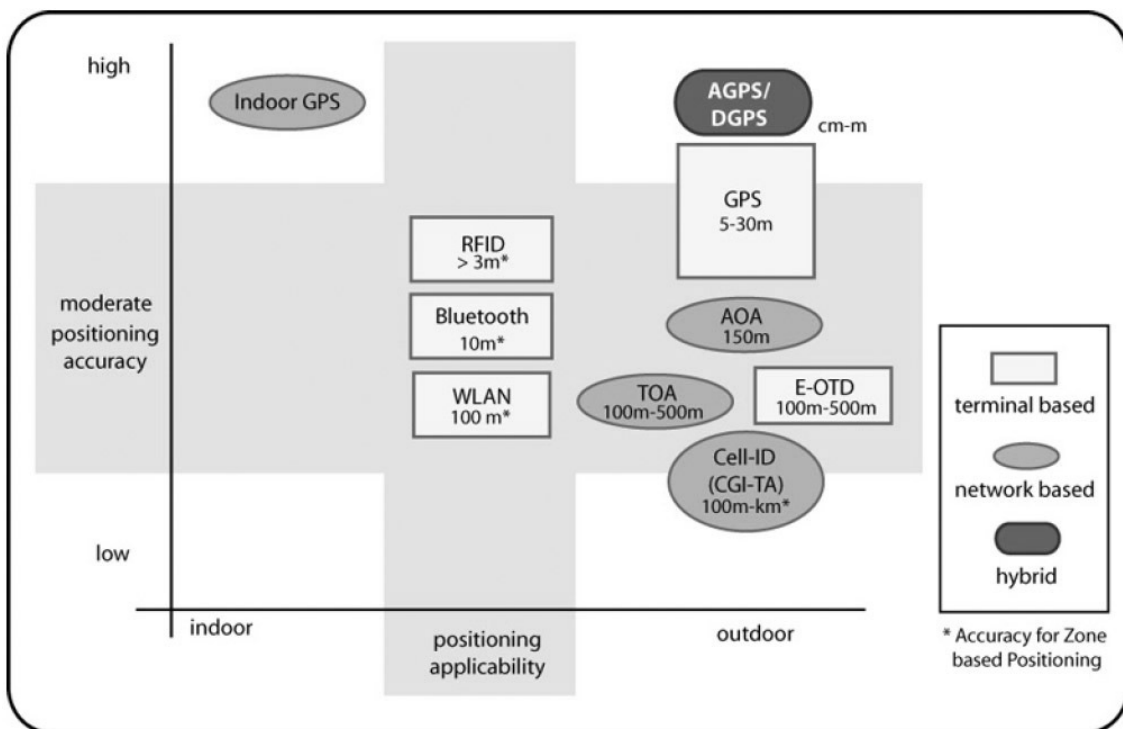 high
Indoor GPS
AGPS/
DGPS
cm-m
GPS
5-30m
RFID
> 3m*
moderate
positioning
accuracy
Bluetooth
10m*
AOA
150m
WLAN
100 m*
TOA
100m-500m
E-OTD
100m-500m
Cell-ID
(CGI-TA)
100m-km*
low
indoor
positioning
applicability
outdoor
terminal based
network based
hybrid
* Accuracy for Zone
based Positioning